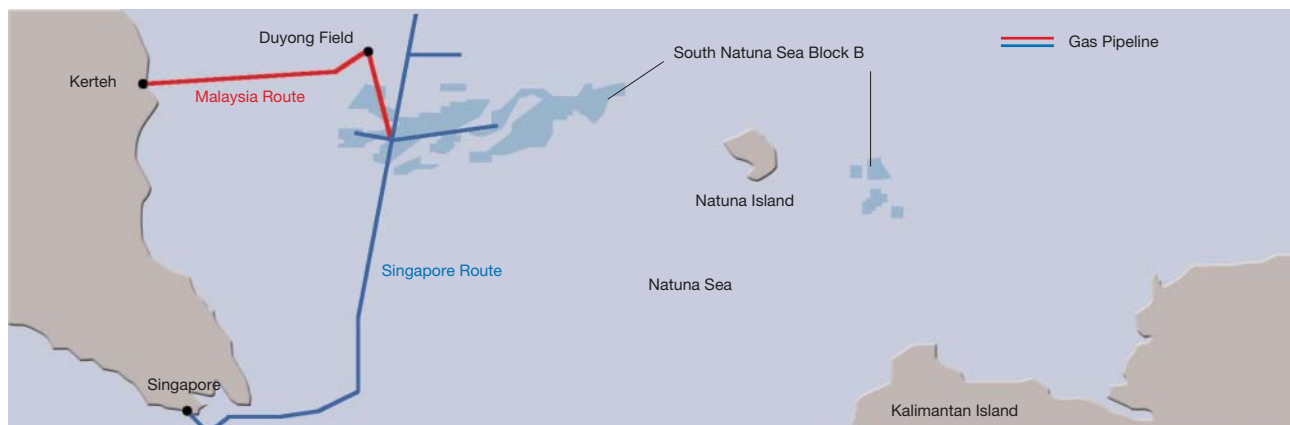 Duyong Field
South Natuna Sea Block B
Gas Pipeline
Kerteh
Malaysia Route
Natuna Island
Singapore Route
Natuna Sea
Singapore
Kalimantan Island